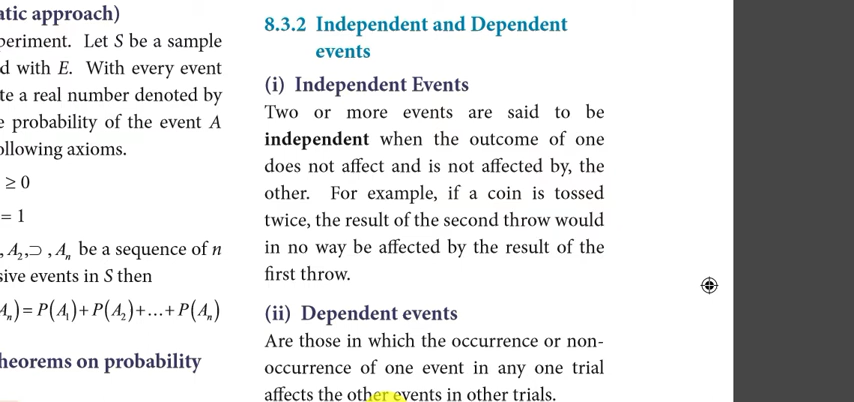 atic approach)
periment. Let S be a sample
d with E. With every event
te a real number denoted by
e probability of the event A
ollowing axioms.
≥ 0
= 1
, A₂,⊃ , Aₙ be a sequence of n
sive events in S then
Aₙ) = P(A₁) + P(A₂) + ... + P(Aₙ)
heorems on probability
8.3.2 Independent and Dependent
events
(i) Independent Events
Two or more events are said to be
independent when the outcome of one
does not affect and is not affected by, the
other. For example, if a coin is tossed
twice, the result of the second throw would
in no way be affected by the result of the
first throw.
(ii) Dependent events
Are those in which the occurrence or non-
occurrence of one event in any one trial
affects the other events in other trials.